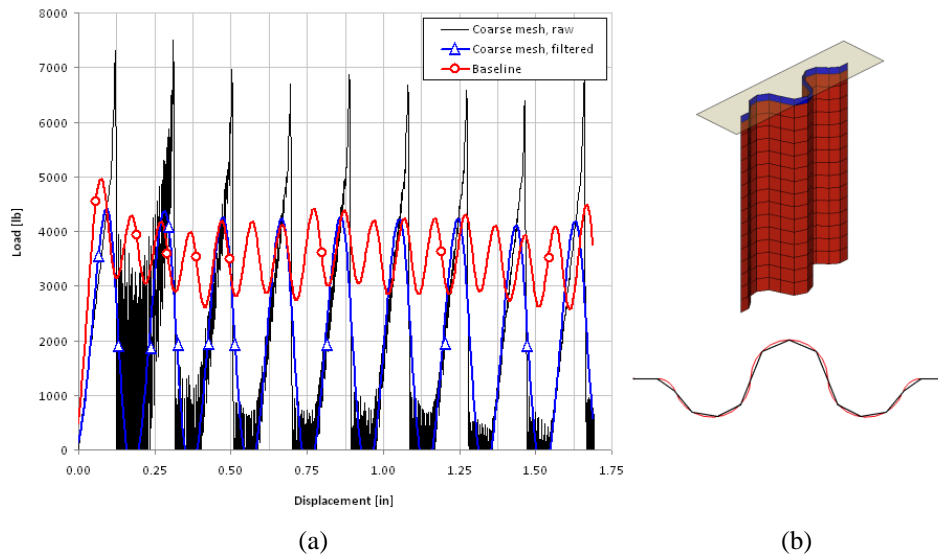 8000
7000
6000
5000
4000
3000
2000
1000
0
Load [lb]
Coarse mesh, raw
Coarse mesh, filtered
Baseline
0.00 0.25 0.50 0.75 1.00 1.25 1.50 1.75
Displacement [in]
(a)
(b)